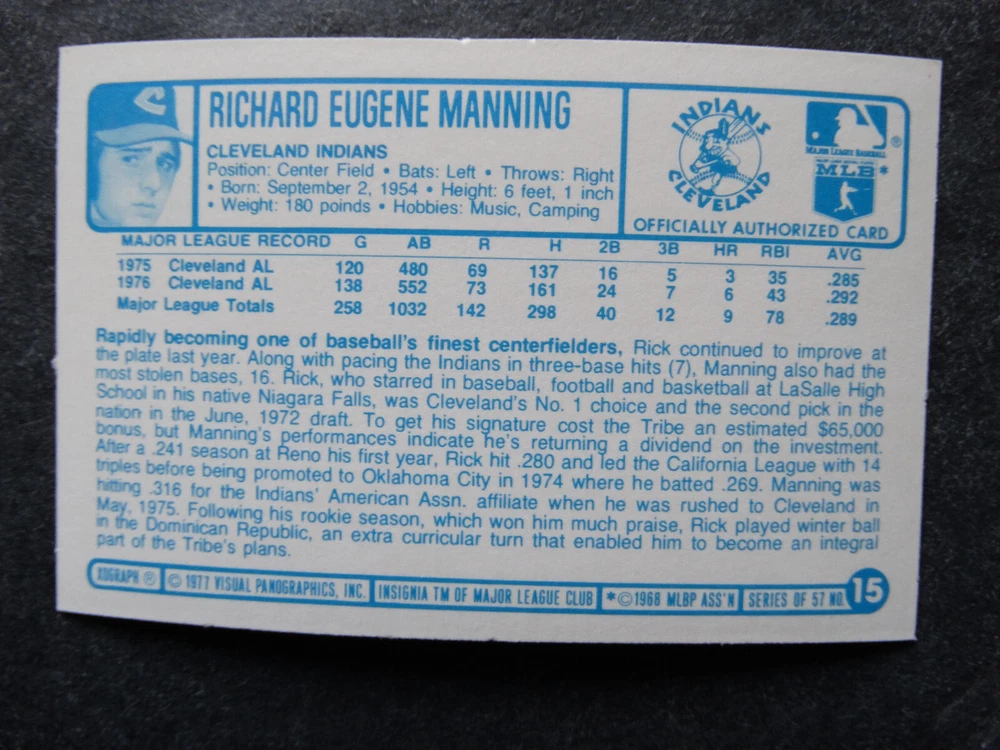 C
RICHARD EUGENE MANNING
CLEVELAND INDIANS
Position: Center Field • Bats: Left • Throws: Right
• Born: September 2, 1954 • Height: 6 feet, 1 inch
• Weight: 180 poinds • Hobbies: Music, Camping
INDIANS
CLEVELAND
MAJOR LEAGUE BASEBALL
®
MLB*
OFFICIALLY AUTHORIZED CARD
MAJOR LEAGUE RECORD G AB R H 2B 3B HR RBI AVG
1975 Cleveland AL 120 480 69 137 16 5 3 35 .285
1976 Cleveland AL 138 552 73 161 24 7 6 43 .292
Major League Totals 258 1032 142 298 40 12 9 78 .289
Rapidly becoming one of baseball's finest centerfielders, Rick continued to improve at
the plate last year. Along with pacing the Indians in three-base hits (7), Manning also had the
most stolen bases, 16. Rick, who starred in baseball, football and basketball at LaSalle High
School in his native Niagara Falls, was Cleveland's No. 1 choice and the second pick in the
nation in the June, 1972 draft. To get his signature cost the Tribe an estimated $65,000
bonus, but Manning's performances indicate he's returning a dividend on the investment.
After a .241 season at Reno his first year, Rick hit .280 and led the California League with 14
triples before being promoted to Oklahoma City in 1974 where he batted .269. Manning was
hitting .316 for the Indians' American Assn. affiliate when he was rushed to Cleveland in
May, 1975. Following his rookie season, which won him much praise, Rick played winter ball
in the Dominican Republic, an extra curricular turn that enabled him to become an integral
part of the Tribe's plans.
XOGRAPH ® © 1977 VISUAL PANOGRAPHICS, INC. INSIGNIA TM OF MAJOR LEAGUE CLUB *©1968 MLBP ASS'N SERIES OF 57 NO. 15